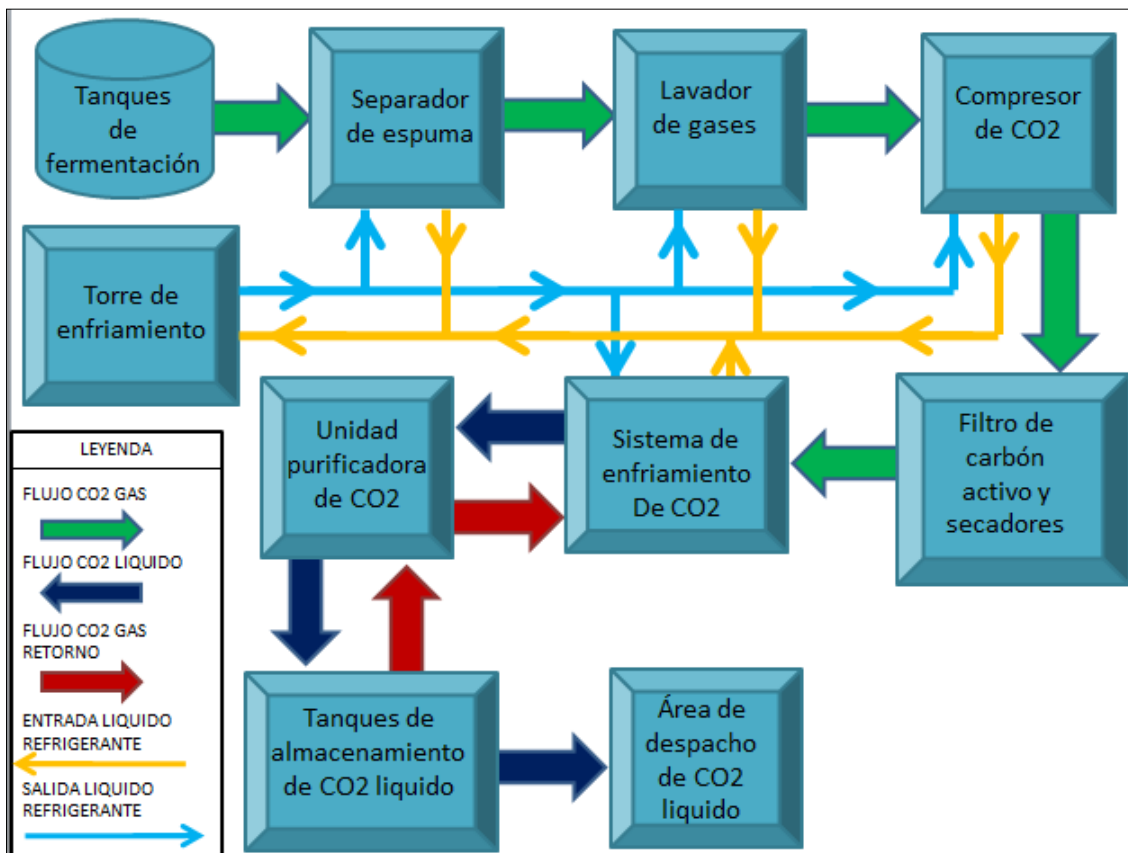 Tanques
de
fermentación
Separador
de espuma
Lavador
de gases
Compresor
de CO2
Torre de
enfriamiento
Unidad
purificadora
de CO2
Sistema de
enfriamiento
De CO2
Filtro de
carbón
activo y
secadores
LEYENDA
FLUJO CO2 GAS
FLUJO CO2 LIQUIDO
FLUJO CO2 GAS
RETORNO
ENTRADA LIQUIDO
REFRIGERANTE
SALIDA LIQUIDO
REFRIGERANTE
Tanques de
almacenamiento
de CO2 liquido
Área de
despacho
de CO2
liquido